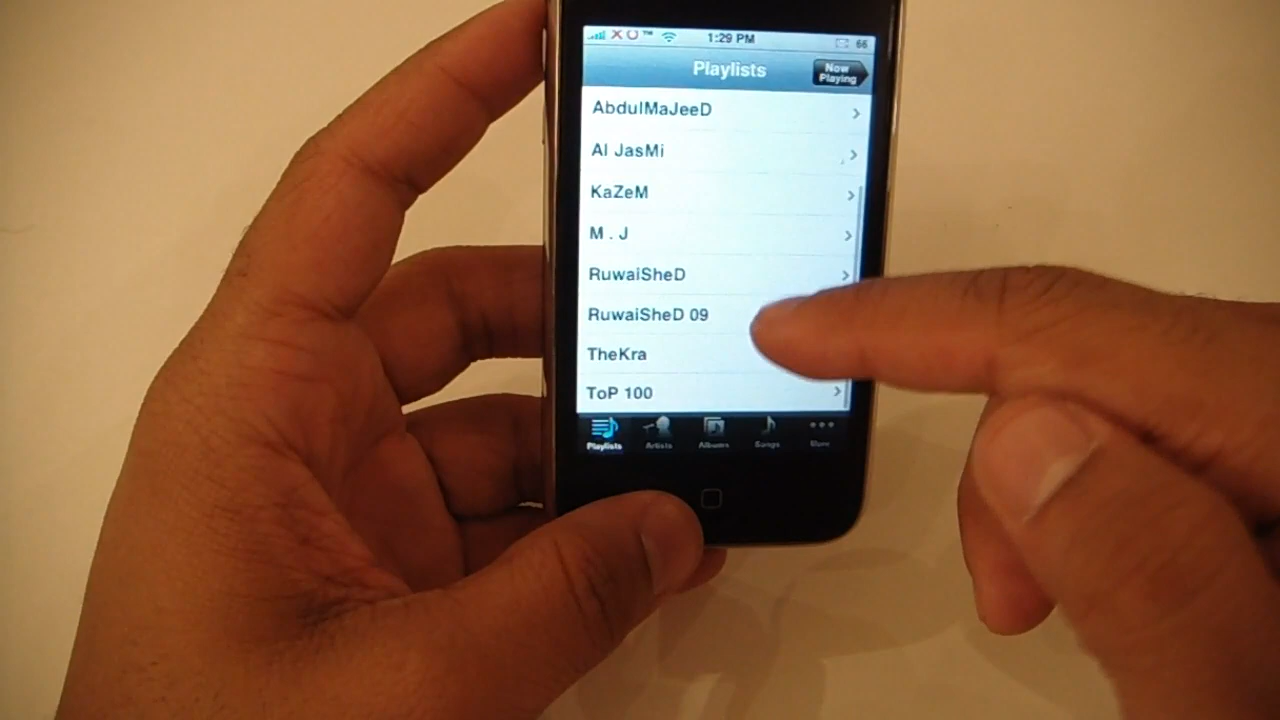 X O ™ 1:29 PM 66
Playlists
Now
Playing
AbdulMaJeeD
Al JasMi
KaZeM
M . J
RuwaiSheD
RuwaiSheD 09
TheKra
ToP 100
Playlists Artists Albums Songs More